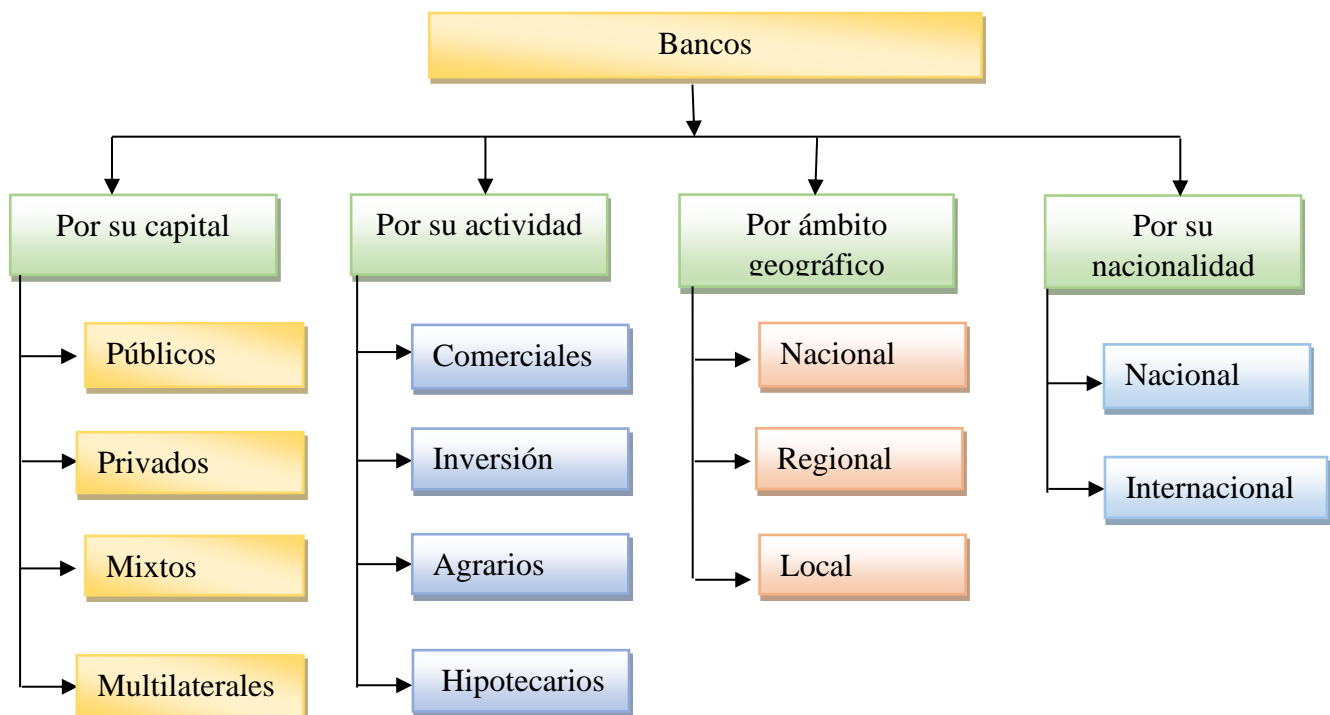 Bancos
Por su capital
Públicos
Privados
Mixtos
Multilaterales
Por su actividad
Comerciales
Inversión
Agrarios
Hipotecarios
Por ámbito
geográfico
Nacional
Regional
Local
Por su
nacionalidad
Nacional
Internacional